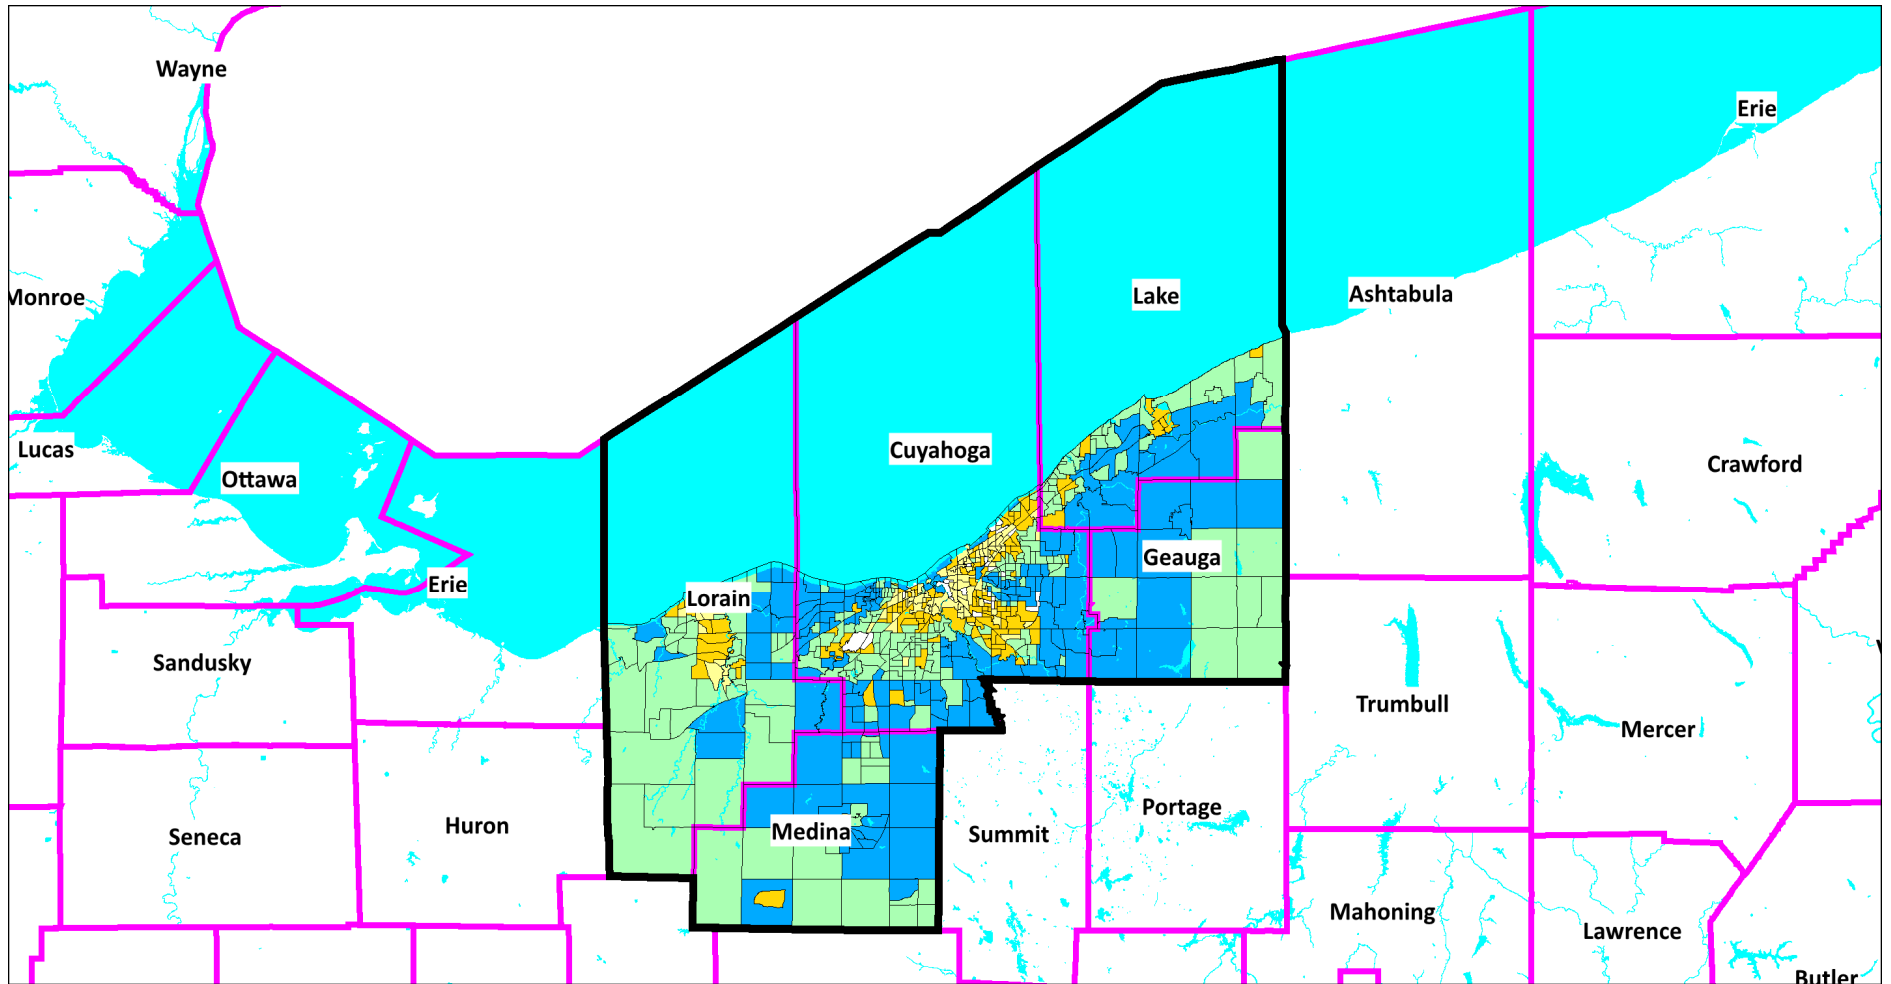 Wayne
Erie
Monroe
Lake
Ashtabula
Lucas
Ottawa
Cuyahoga
Crawford
Erie
Lorain
Geauga
Sandusky
Trumbull
Mercer
Seneca
Huron
Medina
Summit
Portage
Mahoning
Lawrence
Butler